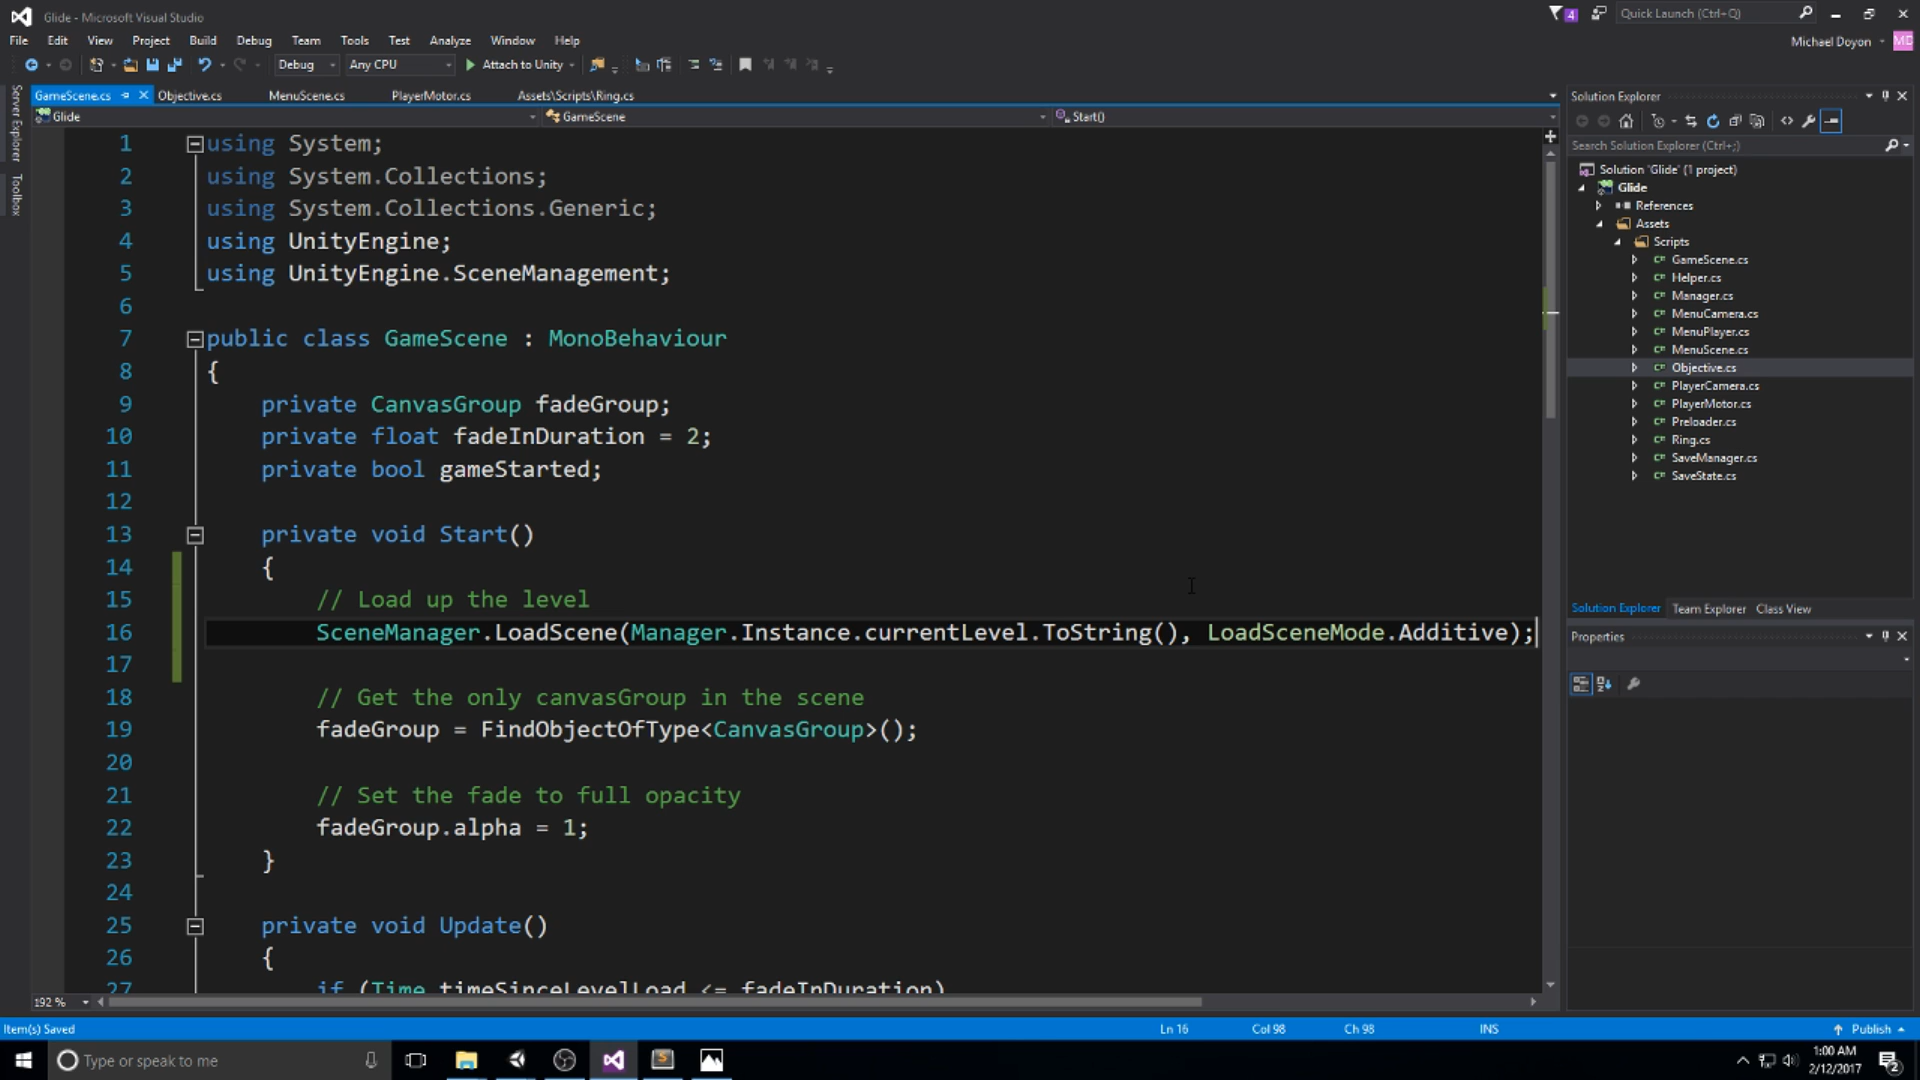 Glide - Microsoft Visual Studio
4
Quick Launch (Ctrl+Q)
File Edit View Project Build Debug Team Tools Test Analyze Window Help
Michael Doyon
MD
Debug Any CPU Attach to Unity
GameScene.cs Objective.cs MenuScene.cs PlayerMotor.cs Assets\Scripts\Ring.cs
Glide GameScene Start()
Server Explorer
Toolbox
1 using System;
2 using System.Collections;
3 using System.Collections.Generic;
4 using UnityEngine;
5 using UnityEngine.SceneManagement;
6
7 public class GameScene : MonoBehaviour
8 {
9 private CanvasGroup fadeGroup;
10 private float fadeInDuration = 2;
11 private bool gameStarted;
12
13 private void Start()
14 {
15 // Load up the level
16 SceneManager.LoadScene(Manager.Instance.currentLevel.ToString(), LoadSceneMode.Additive);
17
18 // Get the only canvasGroup in the scene
19 fadeGroup = FindObjectOfType<CanvasGroup>();
20
21 // Set the fade to full opacity
22 fadeGroup.alpha = 1;
23 }
24
25 private void Update()
26 {
27 if (Time.timeSinceLevelLoad <= fadeInDuration)
192 %
Solution Explorer
Search Solution Explorer (Ctrl+;)
Solution 'Glide' (1 project)
Glide
References
Assets
Scripts
GameScene.cs
Helper.cs
Manager.cs
MenuCamera.cs
MenuPlayer.cs
MenuScene.cs
Objective.cs
PlayerCamera.cs
PlayerMotor.cs
Preloader.cs
Ring.cs
SaveManager.cs
SaveState.cs
Solution Explorer Team Explorer Class View
Properties
Item(s) Saved Ln 16 Col 98 Ch 98 INS Publish
Type or speak to me
1:00 AM
2/12/2017
2